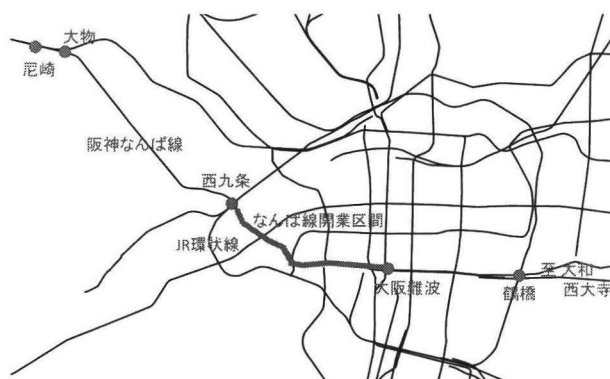 大物
尼崎
阪神なんば線
西九条
なんば線開業区間
JR環状線
至 大和
西大寺
大阪難波
鶴橋